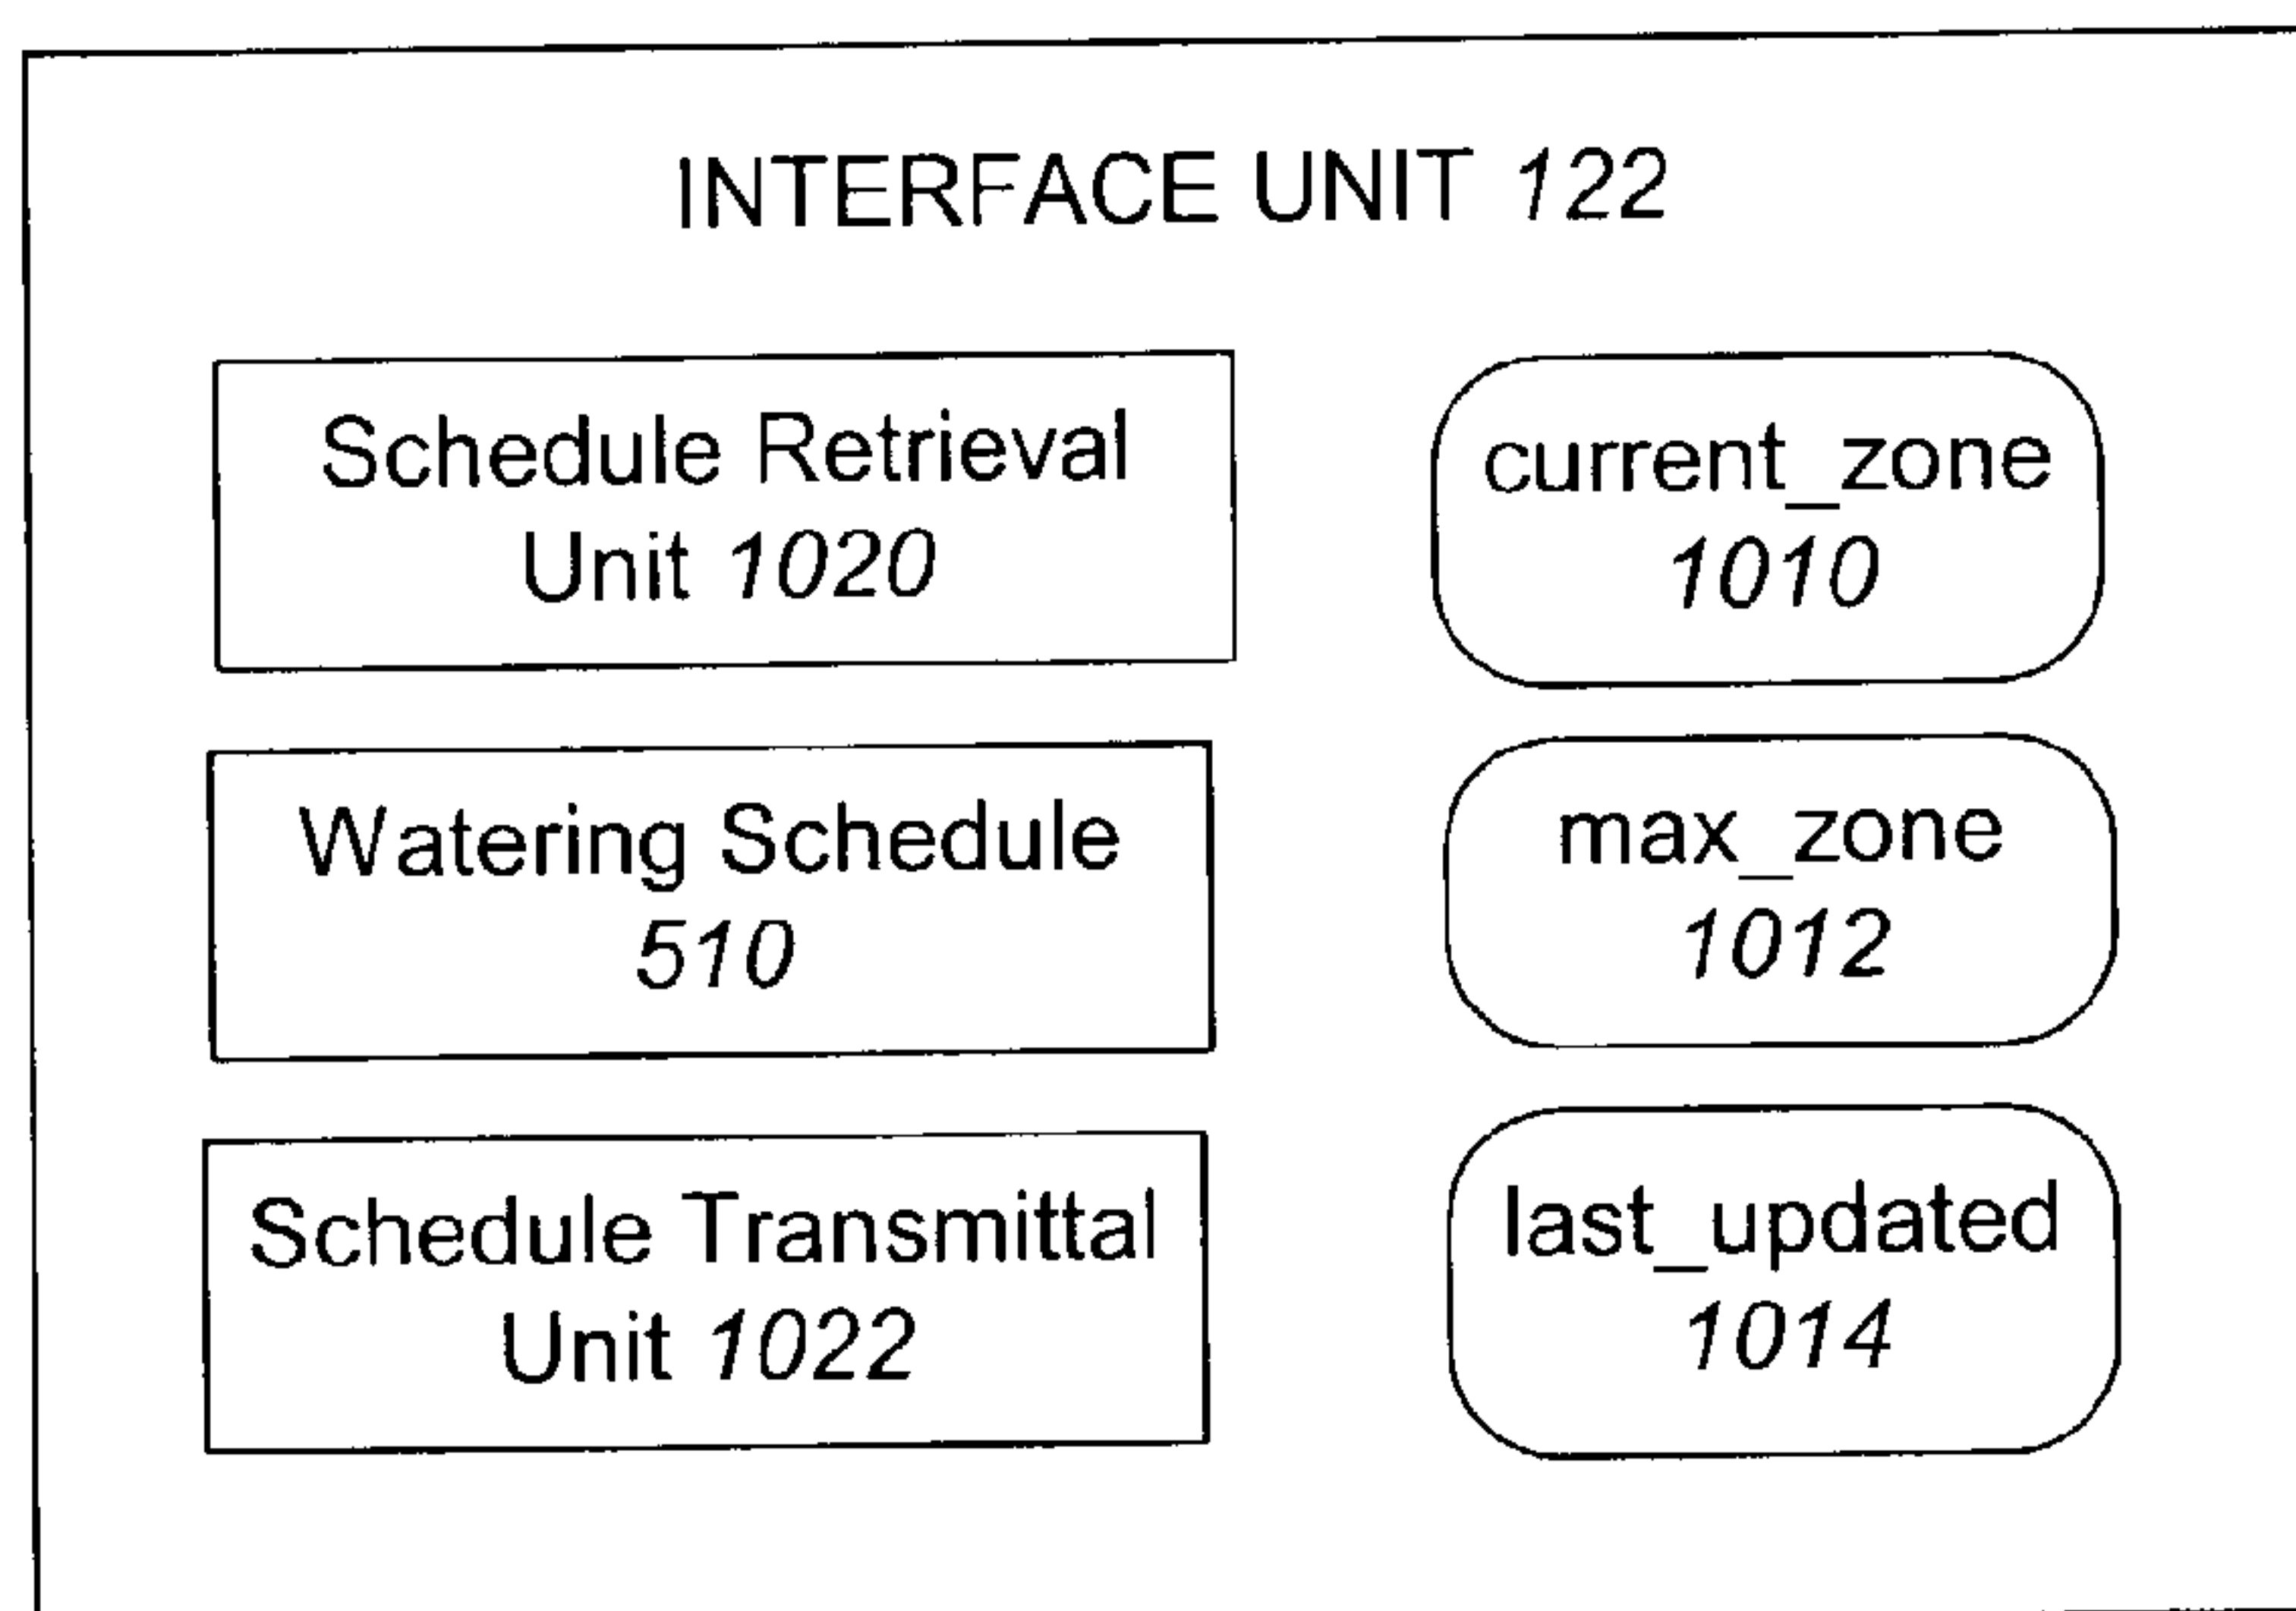 INTERFACE UNIT 122
Schedule Retrieval
Unit 1020
current_zone
1010
Watering Schedule
510
max_zone
1012
Schedule Transmittal
Unit 1022
last_updated
1014